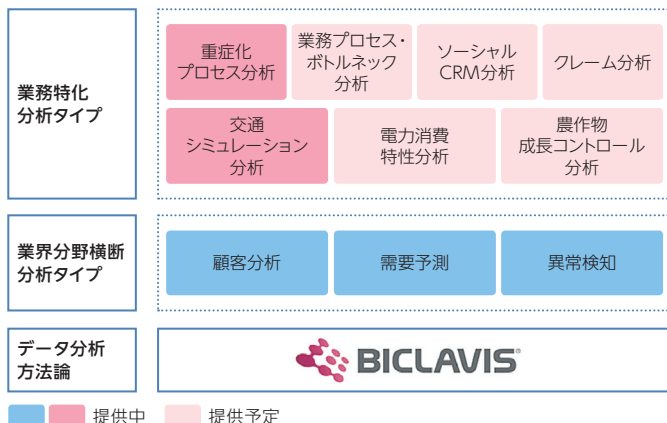 業務特化
分析タイプ
重症化
プロセス分析
業務プロセス・
ボトルネック
分析
ソーシャル
CRM分析
クレーム分析
交通
シミュレーション
分析
電力消費
特性分析
農作物
成長コントロール
分析
業界分野横断
分析タイプ
顧客分析
需要予測
異常検知
データ分析
方法論
BICLAVIS®
提供中
提供予定